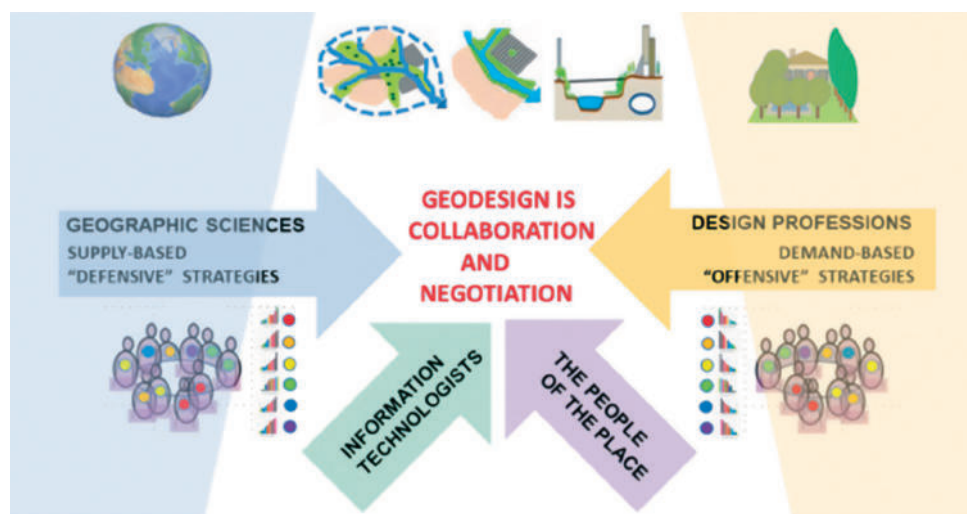 GEODESIGN IS
COLLABORATION
AND
NEGOTIATION
GEOGRAPHIC SCIENCES
SUPPLY-BASED
“DEFENSIVE” STRATEGIES
DESIGN PROFESSIONS
DEMAND-BASED
“OFFENSIVE” STRATEGIES
INFORMATION
TECHNOLOGISTS
THE PEOPLE
OF THE PLACE